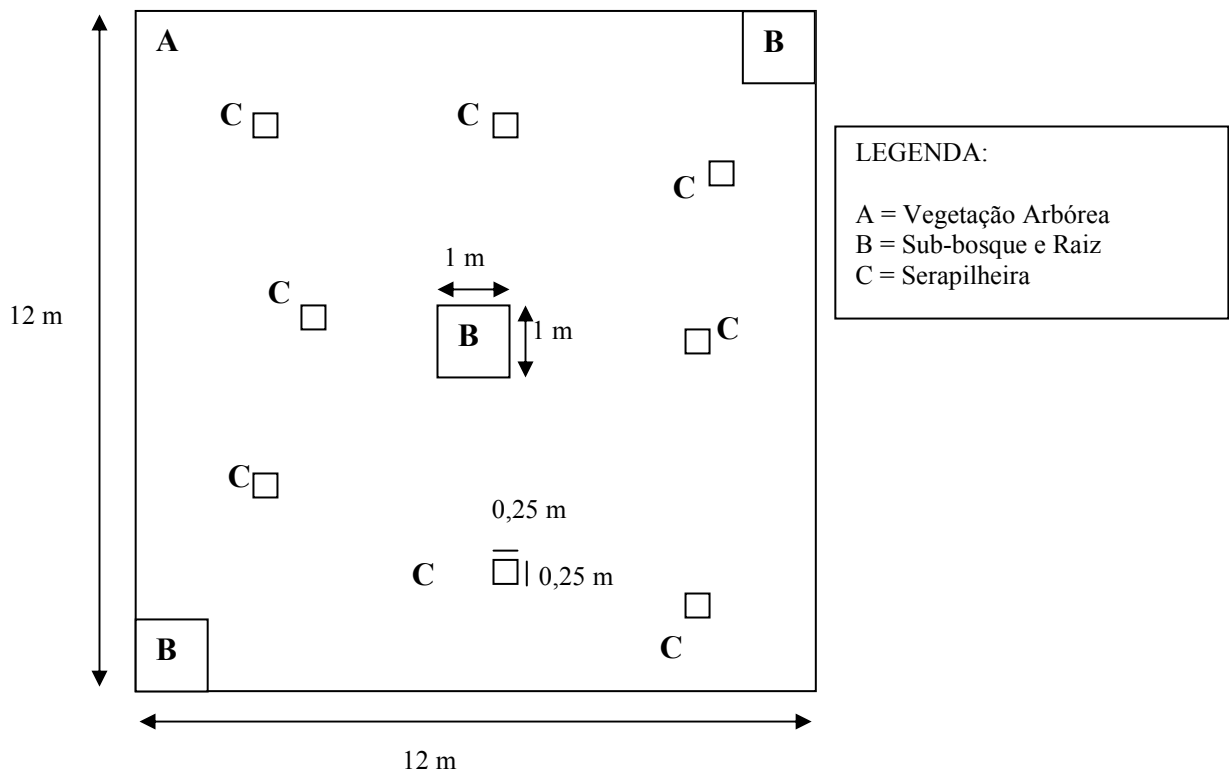 A
B
C
C
C
LEGENDA:
A = Vegetação Arbórea
B = Sub-bosque e Raiz
C = Serapilheira
1 m
C
12 m
B
1 m
C
C
0,25 m
C
0,25 m
B
C
12 m